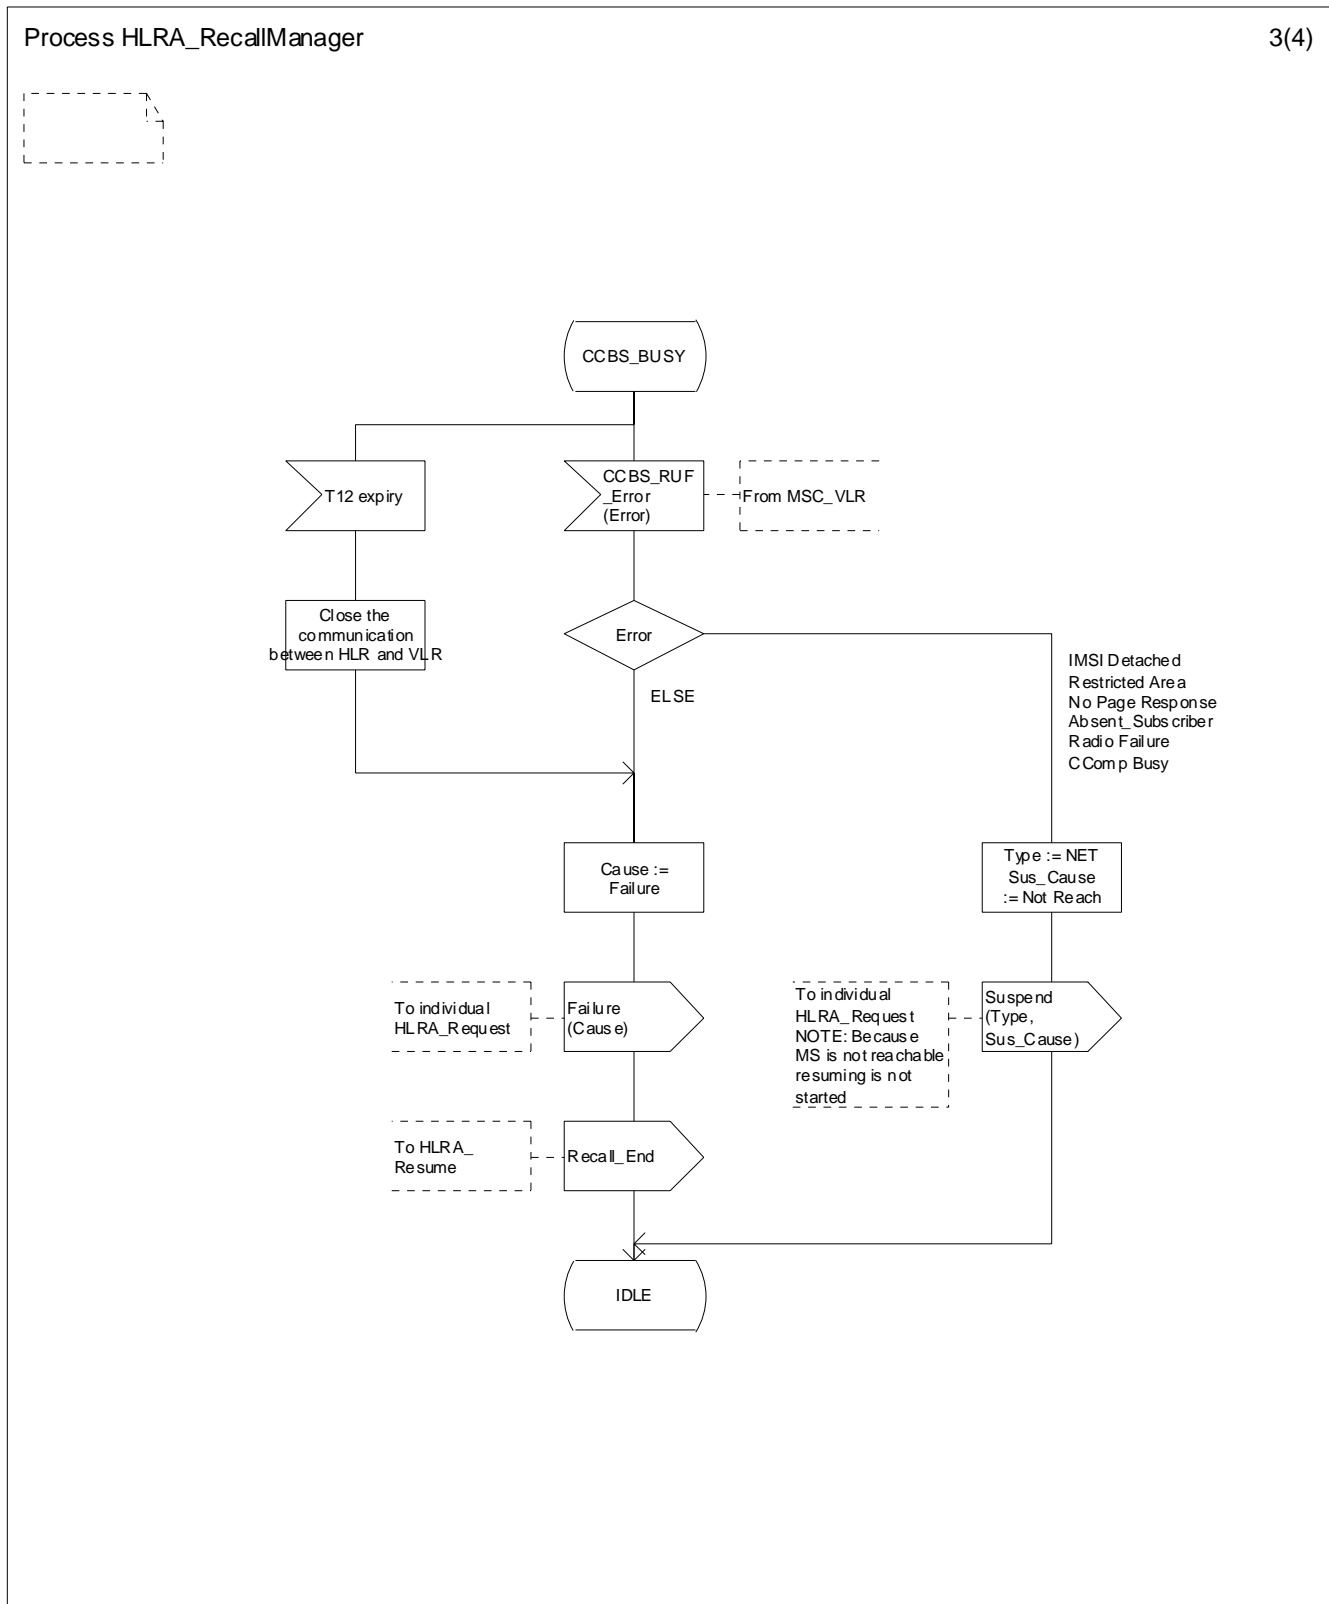 Process HLRA_RecallManager
3(4)
CCBS_BUSY
T12 expiry
CCBS_RUF
_Error
(Error)
From MSC_VLR
Close the
communication
between HLR and VLR
Error
ELSE
IMSI Detached
Restricted Area
No Page Response
Absent_Subscriber
Radio Failure
CComp Busy
Cause :=
Failure
Type := NET
Sus_Cause
:= Not Reach
To individual
HLRA_Request
Failure
(Cause)
To individual
HLRA_Request
NOTE: Because
MS is not reachable
resuming is not
started
Suspend
(Type,
Sus_Cause)
To HLRA_
Resume
Recall_End
IDLE